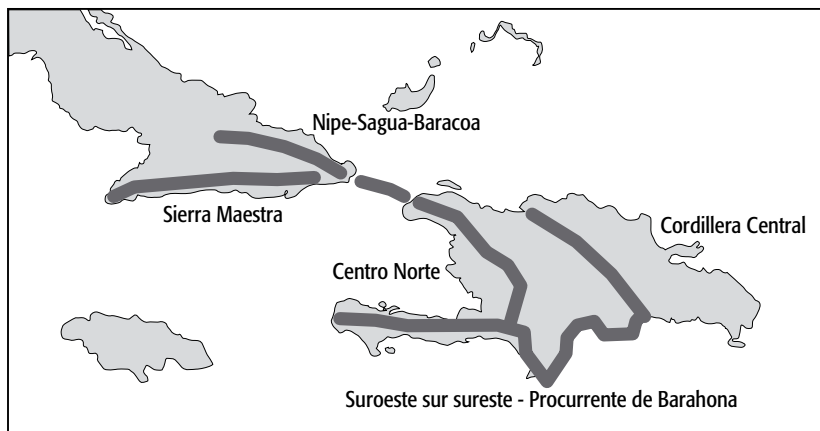 Nipe-Sagua-Baracoa
Sierra Maestra
Cordillera Central
Centro Norte
Suroeste sur sureste - Procurrente de Barahona